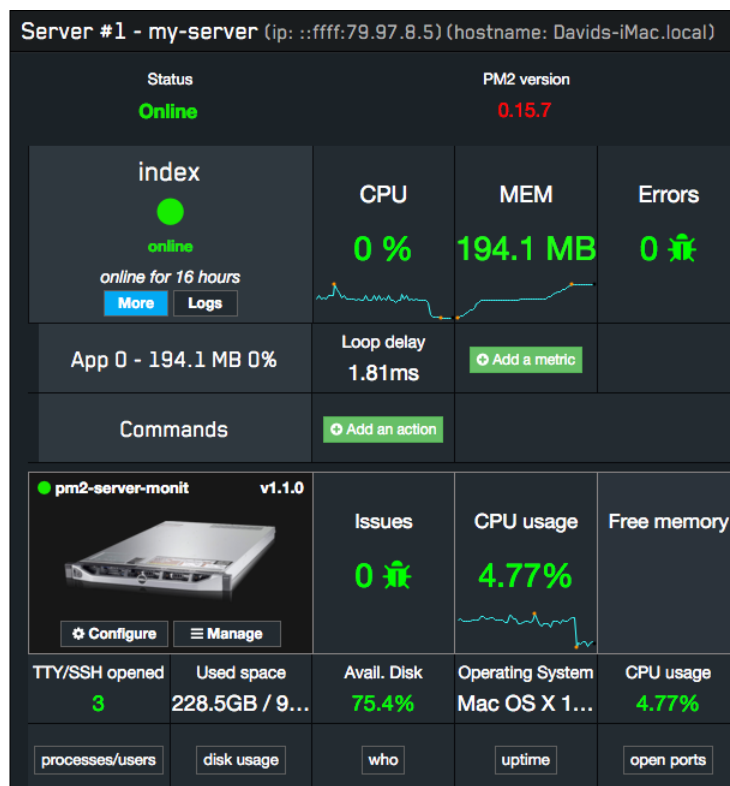 Server #1 - my-server (ip: ::ffff:79.97.8.5) (hostname: Davids-iMac.local)
Status
PM2 version
Online
0.15.7
index
CPU
MEM
Errors
online
0 %
194.1 MB
0
online for 16 hours
More
Logs
App 0 - 194.1 MB 0%
Loop delay
1.81ms
Add a metric
Commands
Add an action
pm2-server-monit
v1.1.0
Issues
CPU usage
Free memory
0
4.77%
Configure
Manage
TTY/SSH opened
Used space
Avail. Disk
Operating System
CPU usage
3
228.5GB / 9...
75.4%
Mac OS X 1...
4.77%
processes/users
disk usage
who
uptime
open ports